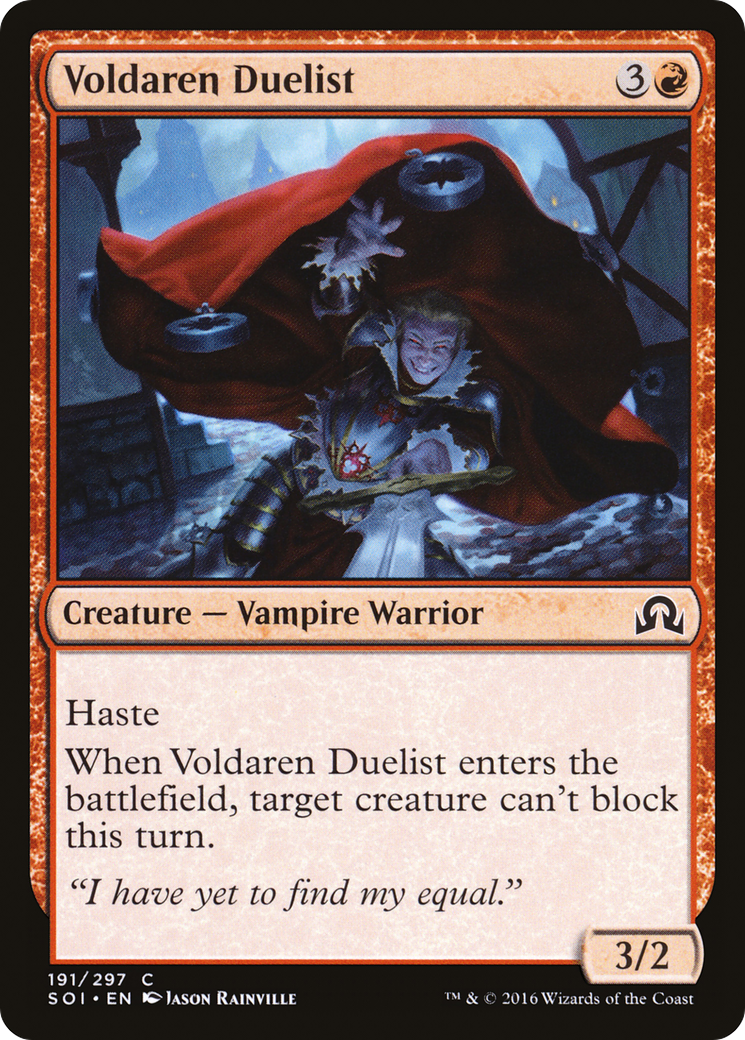 Voldaren Duelist 3
Creature — Vampire Warrior
Haste
When Voldaren Duelist enters the
battlefield, target creature can't block
this turn.
“I have yet to find my equal.”
3/2
191/297 C
SOI • EN Jason Rainville
™ & © 2016 Wizards of the Coast